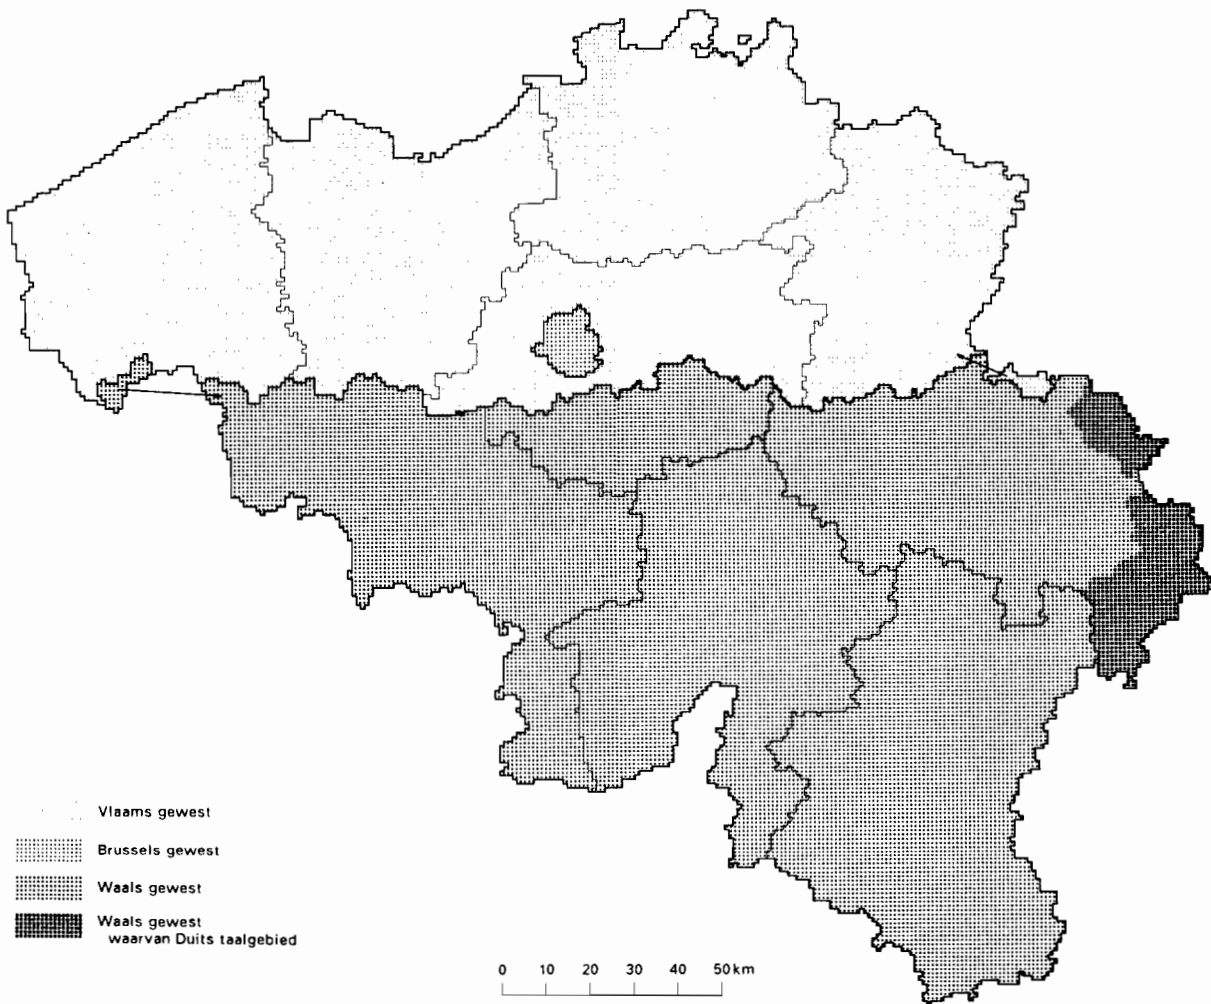 Vlaams gewest
Brussels gewest
Waals gewest
Waals gewest
waarvan Duits taalgebied
0 10 20 30 40 50 km